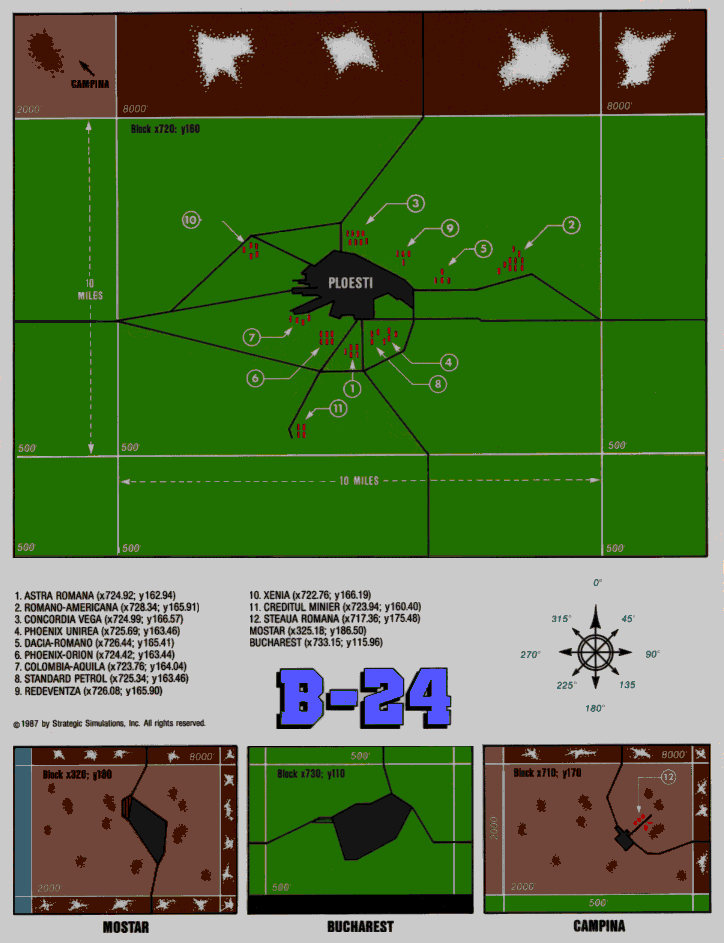 CAMPINA
2000'
8000'
8000'
Block x720; y160
10
3
9
2
5
PLOESTI
10
MILES
7
6
4
8
1
11
500'
500'
500'
10 MILES
500'
500'
500'
1. ASTRA ROMANA (x724.92; y162.94)
2. ROMANO-AMERICANA (x728.34; y165.91)
3. CONCORDIA VEGA (x724.99; y166.57)
4. PHOENIX UNIREA (x725.69; y163.46)
5. DACIA-ROMANO (x726.44; y165.41)
6. PHOENIX-ORION (x724.42; y163.44)
7. COLOMBIA-AQUILA (x723.76; y164.04)
8. STANDARD PETROL (x725.34; y163.46)
9. REDEVENTZA (x726.08; y165.90)
10. XENIA (x722.76; y166.19)
11. CREDITUL MINIER (x723.94; y160.40)
12. STEAUA ROMANA (x717.36; y175.48)
MOSTAR (x325.18; y186.50)
BUCHAREST (x733.15; y115.96)
0°
315°
45°
270°
90°
225°
135
180°
B-24
© 1987 by Strategic Simulations, Inc. All rights reserved.
8000'
Block x320; y180
2000'
MOSTAR
500'
Block x730; y110
500'
BUCHAREST
8000'
Block x710; y170
12
2000'
2000'
500'
CAMPINA